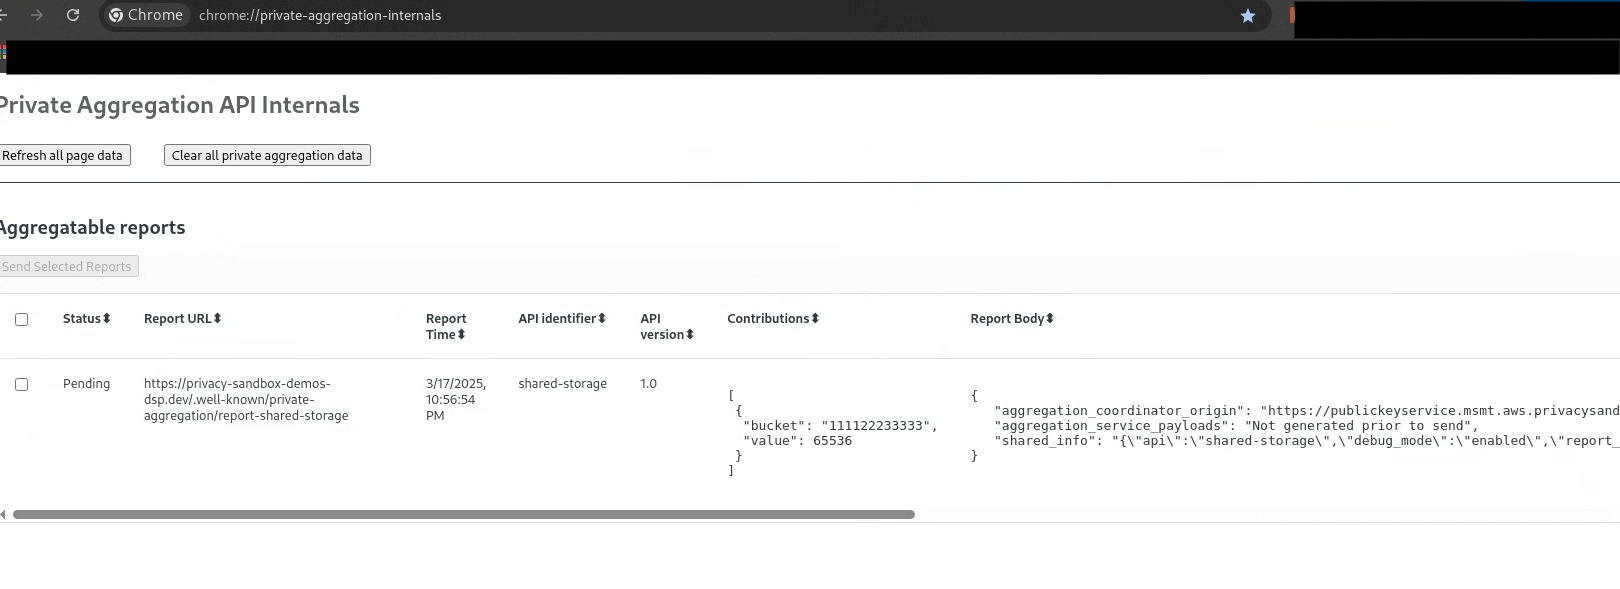 Chrome chrome://private-aggregation-internals
Private Aggregation API Internals
Refresh all page data Clear all private aggregation data
Aggregatable reports
Send Selected Reports
Status⬍ Report URL⬍ Report Time⬍ API identifier⬍ API version⬍ Contributions⬍ Report Body⬍
Pending
https://privacy-sandbox-demos-
dsp.dev/.well-known/private-
aggregation/report-shared-storage
3/17/2025,
10:56:54
PM
shared-storage
1.0
[
{
"bucket": "111122233333",
"value": 65536
}
]
{
"aggregation_coordinator_origin": "https://publickeyservice.msmt.aws.privacysand
"aggregation_service_payloads": "Not generated prior to send",
"shared_info": "{\"api\":\"shared-storage\",\"debug_mode\":\"enabled\",\"report_
}